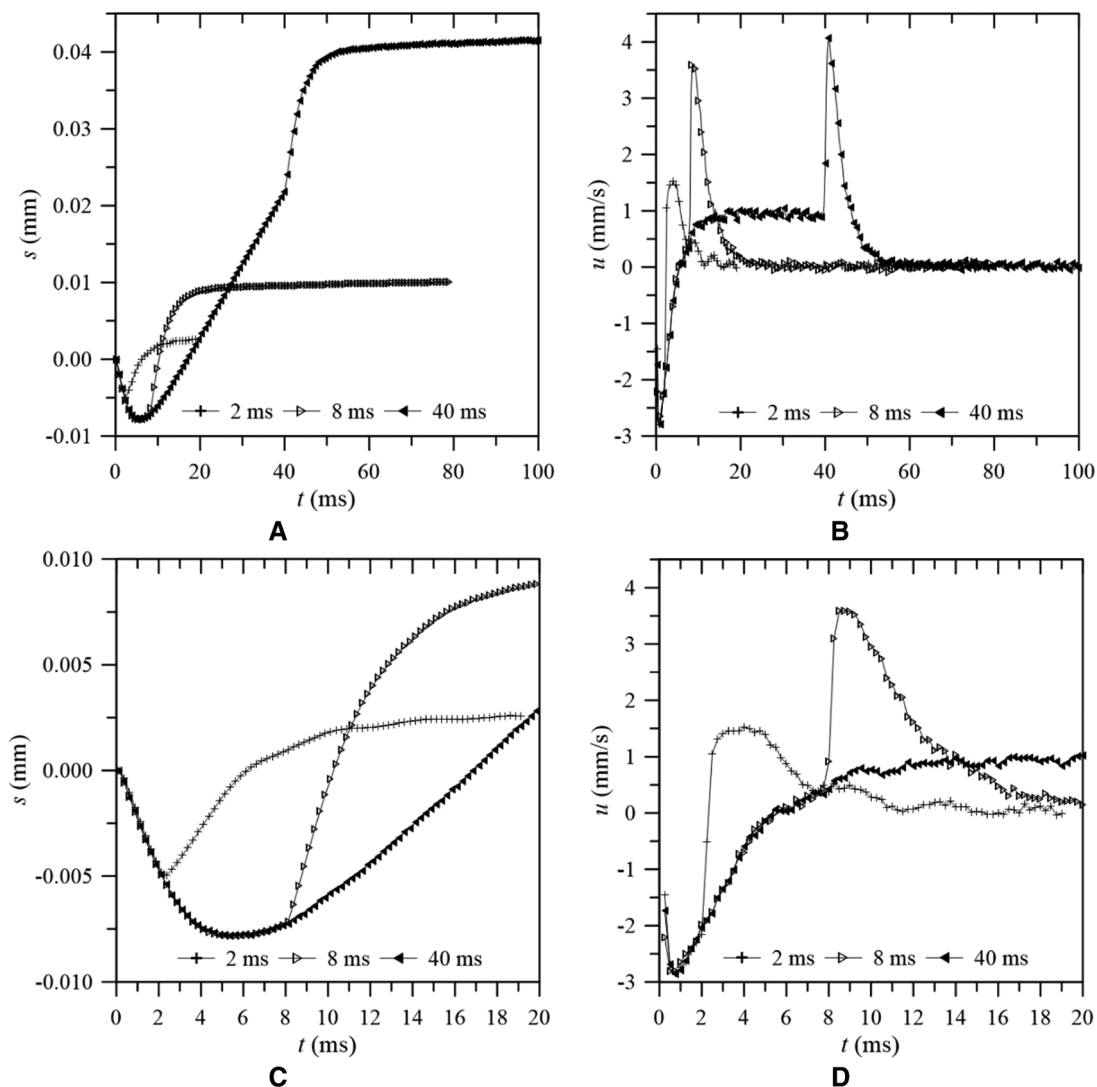 0.04
0.03
0.02
0.01
0.00
-0.01
s (mm)
2 ms 8 ms 40 ms
0 20 40 60 80 100
t (ms)
A
4
3
2
1
0
-1
-2
-3
u (mm/s)
2 ms 8 ms 40 ms
0 20 40 60 80 100
t (ms)
B
0.010
0.005
0.000
-0.005
-0.010
s (mm)
2 ms 8 ms 40 ms
0 2 4 6 8 10 12 14 16 18 20
t (ms)
C
4
3
2
1
0
-1
-2
-3
u (mm/s)
2 ms 8 ms 40 ms
0 2 4 6 8 10 12 14 16 18 20
t (ms)
D